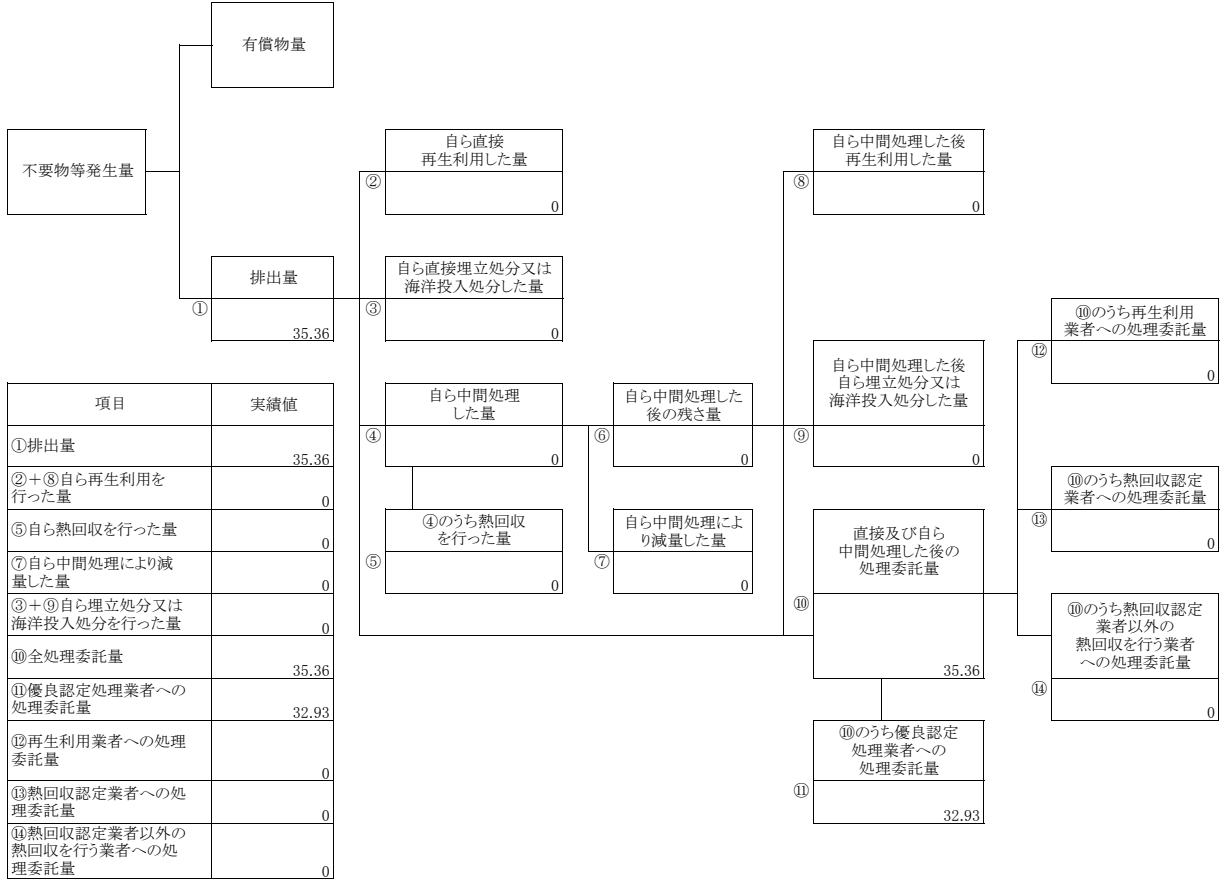 有償物量
不要物等発生量
自ら直接
再生利用した量
②
0
自ら中間処理した後
再生利用した量
⑧
0
排出量
①
35.36
自ら直接埋立処分又は
海洋投入処分した量
③
0
⑩のうち再生利用
業者への処理委託量
⑫
0
自ら中間処理
した量
④
0
自ら中間処理した
後の残さ量
⑥
0
自ら中間処理した後
自ら埋立処分又は
海洋投入処分した量
⑨
0
⑩のうち熱回収認定
業者への処理委託量
⑬
0
④のうち熱回収
を行った量
⑤
0
自ら中間処理によ
り減量した量
⑦
0
直接及び自ら
中間処理した後の
処理委託量
⑩
35.36
⑩のうち熱回収認定
業者以外の
熱回収を行う業者
への処理委託量
⑭
0
⑩のうち優良認定
処理業者への
処理委託量
⑪
32.93
項目 実績値
①排出量
35.36
②+⑧自ら再生利用を
行った量
0
⑤自ら熱回収を行った量
0
⑦自ら中間処理により減
量した量
0
③+⑨自ら埋立処分又は
海洋投入処分を行った量
0
⑩全処理委託量
35.36
⑪優良認定処理業者への
処理委託量
32.93
⑫再生利用業者への処理
委託量
0
⑬熱回収認定業者への処
理委託量
0
⑭熱回収認定業者以外の
熱回収を行う業者への処
理委託量
0